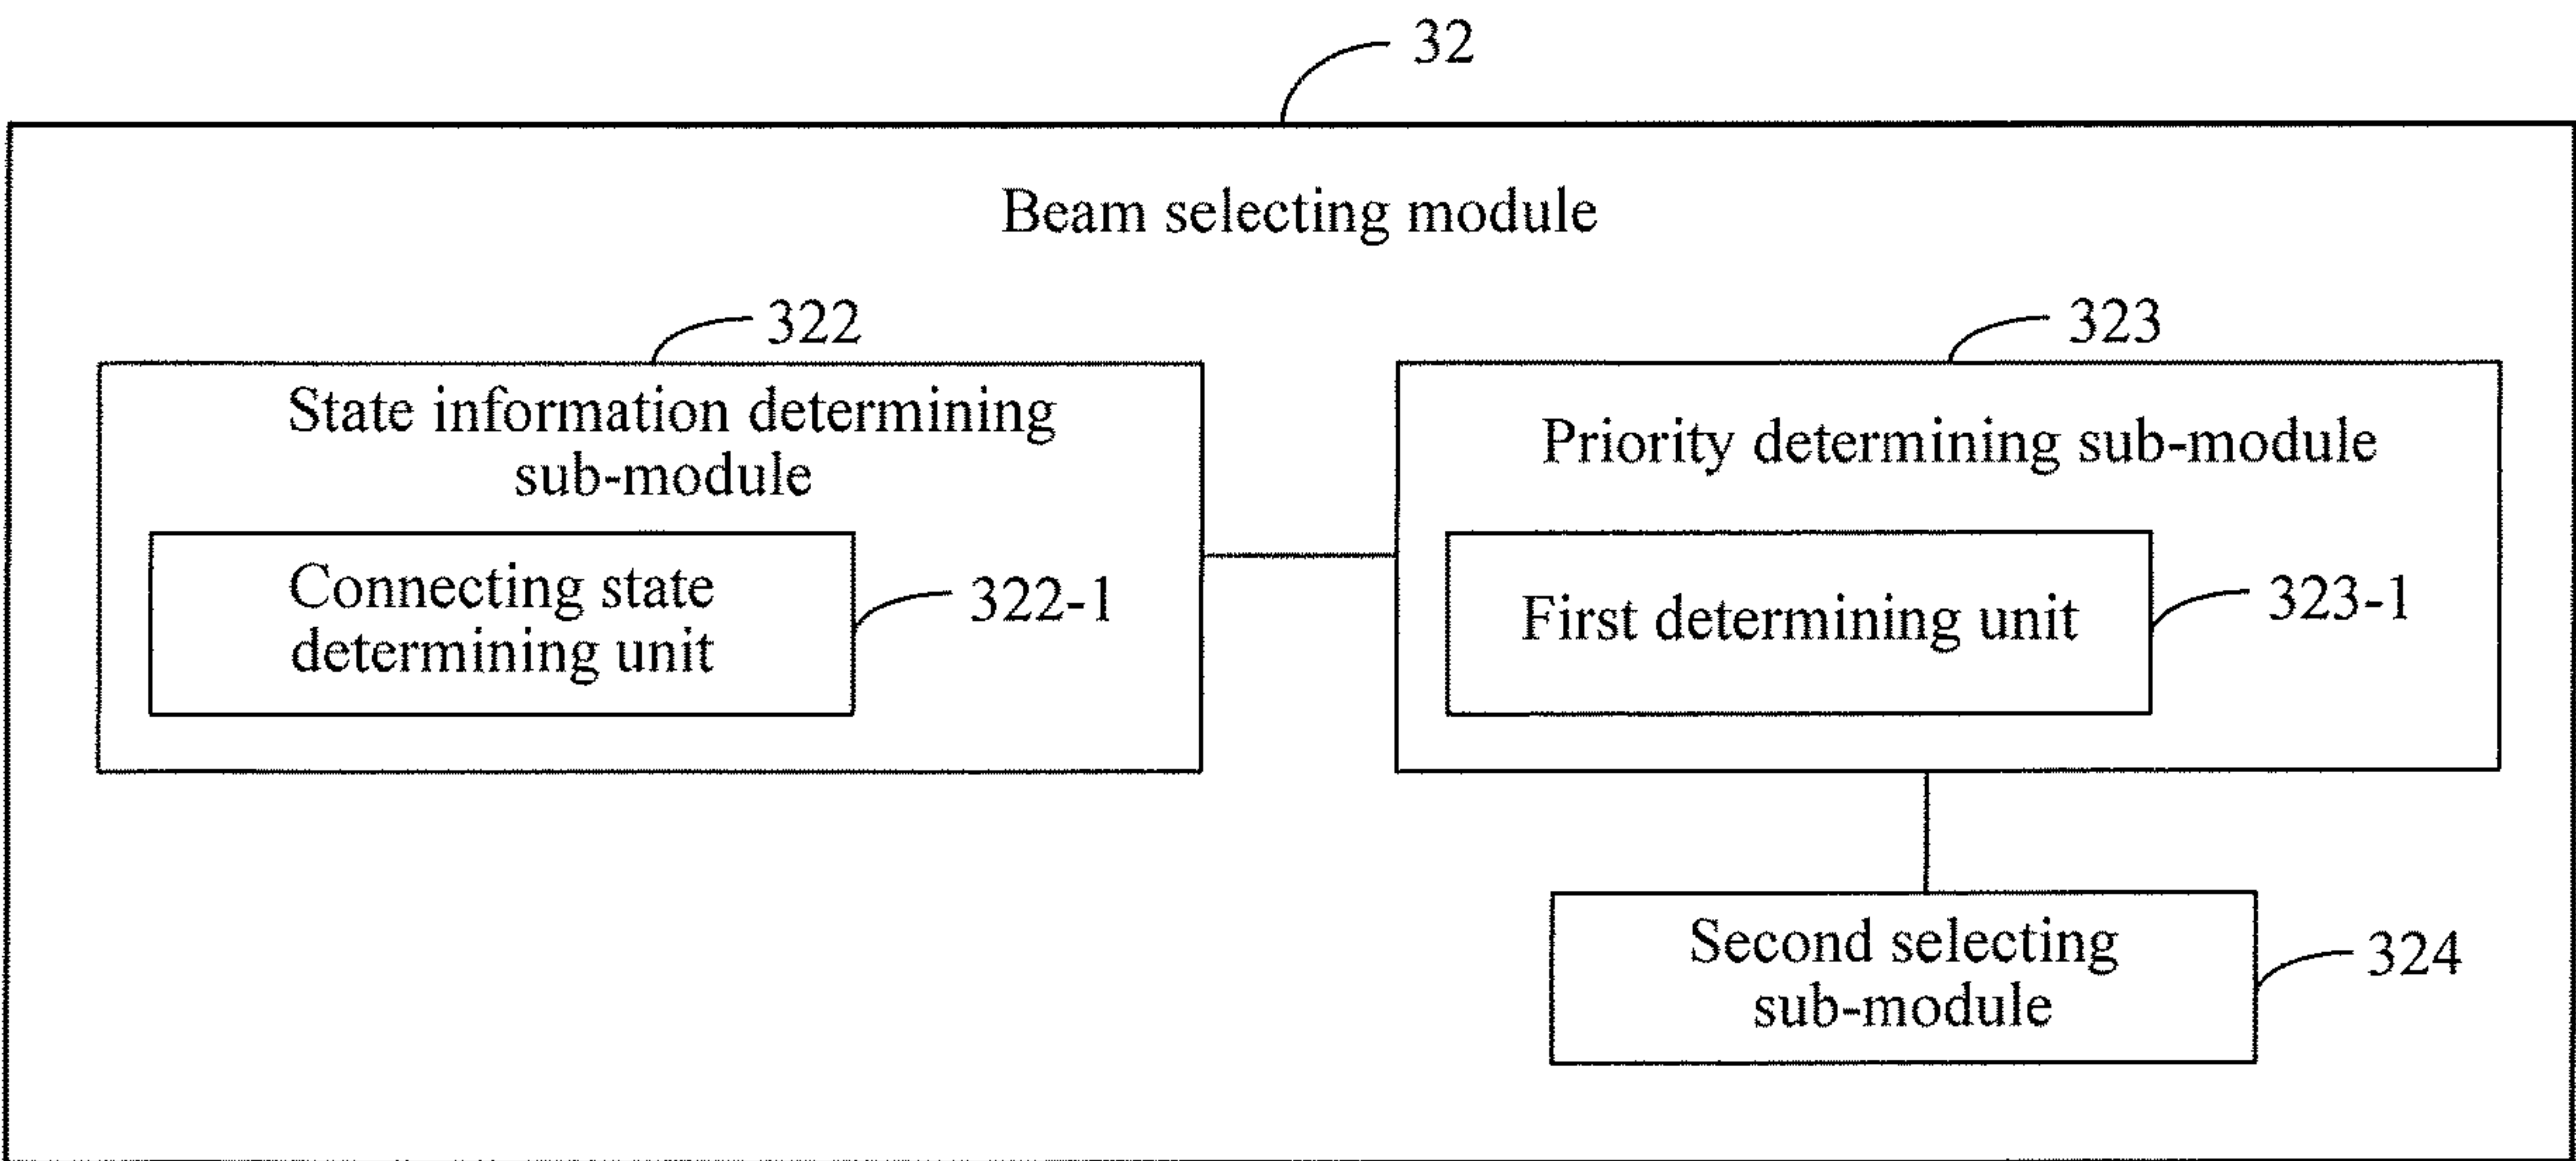 32
Beam selecting module
322
323
State information determining
sub-module
Priority determining sub-module
Connecting state
determining unit
322-1
First determining unit
323-1
Second selecting
sub-module
324